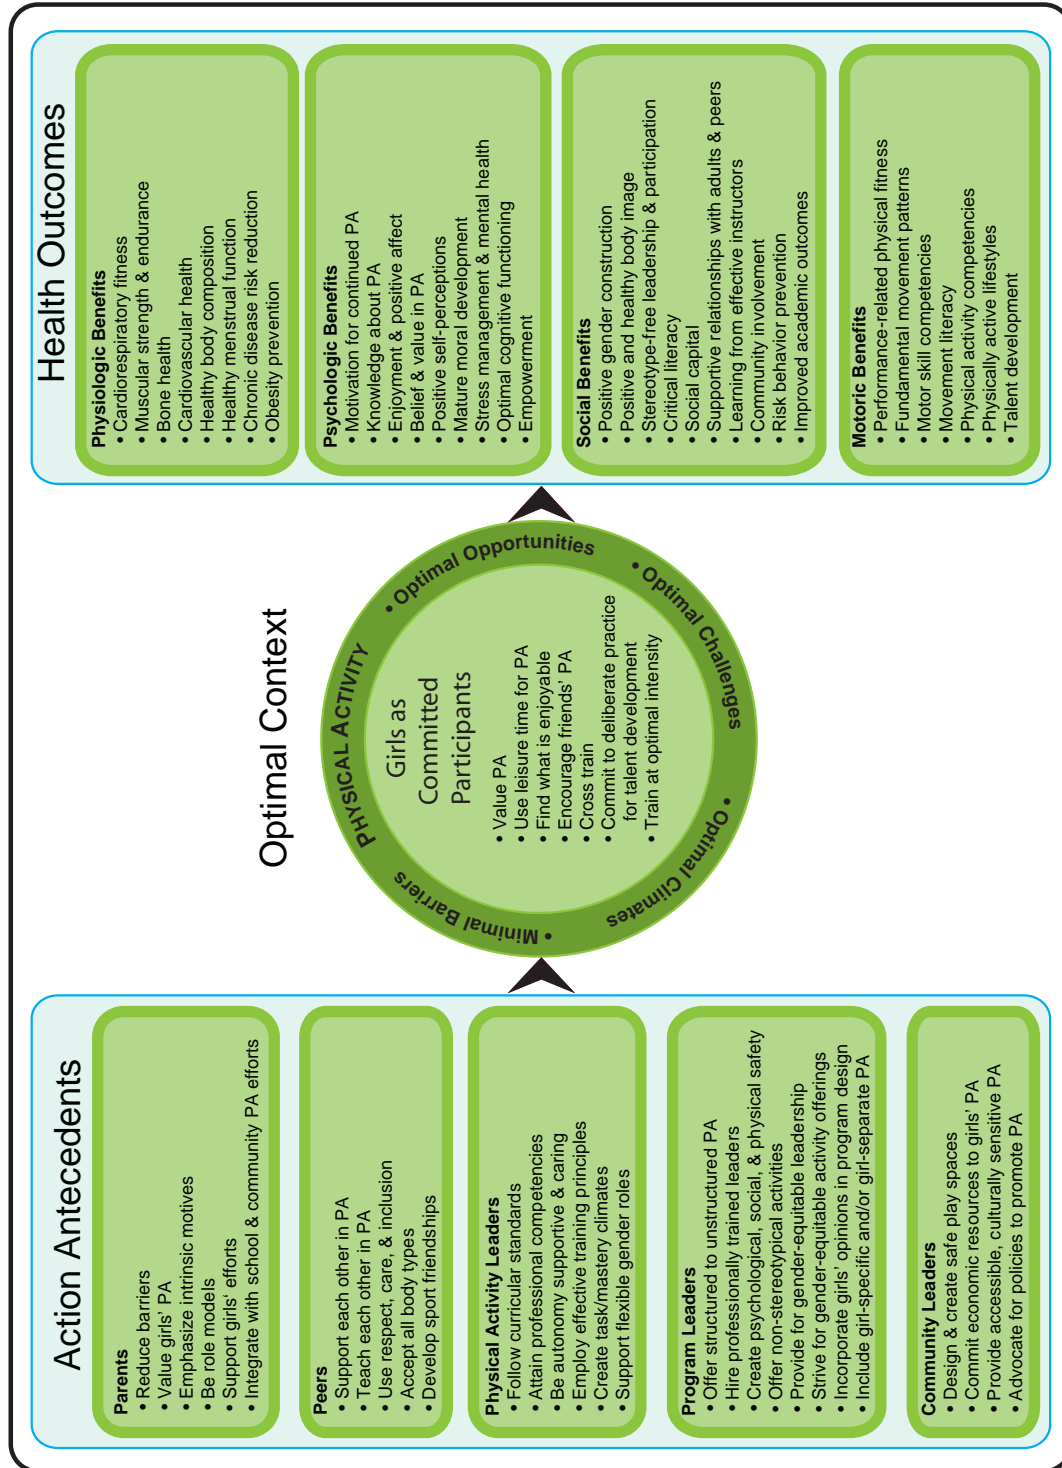 Action Antecedents
Parents
• Reduce barriers
• Value girls' PA
• Emphasize intrinsic motives
• Be role models
• Support girls' efforts
• Integrate with school & community PA efforts
Peers
• Support each other in PA
• Teach each other in PA
• Use respect, care, & inclusion
• Accept all body types
• Develop sport friendships
Physical Activity Leaders
• Follow curricular standards
• Attain professional competencies
• Be autonomy supportive & caring
• Employ effective training principles
• Create task/mastery climates
• Support flexible gender roles
Program Leaders
• Offer structured to unstructured PA
• Hire professionally trained leaders
• Create psychological, social, & physical safety
• Offer non-stereotypical activities
• Provide for gender-equitable leadership
• Strive for gender-equitable activity offerings
• Incorporate girls' opinions in program design
• Include girl-specific and/or girl-separate PA
Community Leaders
• Design & create safe play spaces
• Commit economic resources to girls' PA
• Provide accessible, culturally sensitive PA
• Advocate for policies to promote PA
Optimal Context
PHYSICAL ACTIVITY
• Optimal Opportunities
• Optimal Challenges
• Optimal Climates
• Minimal Barriers
Girls as
Committed
Participants
• Value PA
• Use leisure time for PA
• Find what is enjoyable
• Encourage friends' PA
• Cross train
• Commit to deliberate practice
for talent development
• Train at optimal intensity
Health Outcomes
Physiologic Benefits
• Cardiorespiratory fitness
• Muscular strength & endurance
• Bone health
• Cardiovascular health
• Healthy body composition
• Healthy menstrual function
• Chronic disease risk reduction
• Obesity prevention
Psychologic Benefits
• Motivation for continued PA
• Knowledge about PA
• Enjoyment & positive affect
• Belief & value in PA
• Positive self-perceptions
• Mature moral development
• Stress management & mental health
• Optimal cognitive functioning
• Empowerment
Social Benefits
• Positive gender construction
• Positive and healthy body image
• Stereotype-free leadership & participation
• Critical literacy
• Social capital
• Supportive relationships with adults & peers
• Learning from effective instructors
• Community involvement
• Risk behavior prevention
• Improved academic outcomes
Motoric Benefits
• Performance-related physical fitness
• Fundamental movement patterns
• Motor skill competencies
• Movement literacy
• Physical activity competencies
• Physically active lifestyles
• Talent development